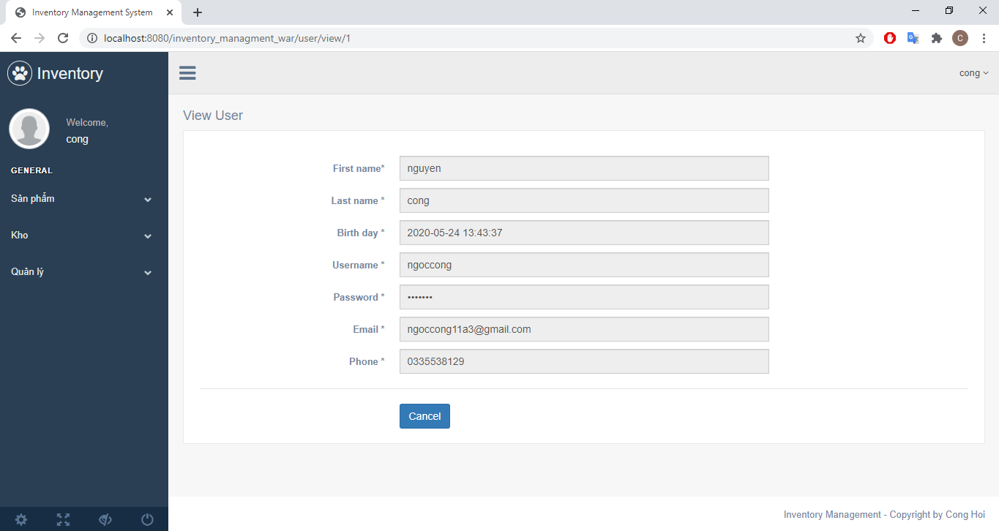 Inventory Management System
localhost:8080/inventory_managment_war/user/view/1
C
Inventory
cong
Welcome,
cong
GENERAL
Sản phẩm
Kho
Quản lý
View User
First name* nguyen
Last name * cong
Birth day * 2020-05-24 13:43:37
Username * ngoccong
Password * •••••••
Email * ngoccong11a3@gmail.com
Phone * 0335538129
Cancel
Inventory Management - Copyright by Cong Hoi